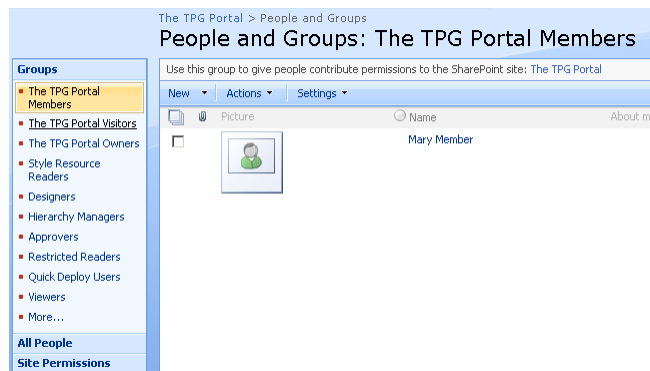 The TPG Portal > People and Groups
People and Groups: The TPG Portal Members
Groups
The TPG Portal
Members
The TPG Portal Visitors
The TPG Portal Owners
Style Resource
Readers
Designers
Hierarchy Managers
Approvers
Restricted Readers
Quick Deploy Users
Viewers
More...
All People
Site Permissions
Use this group to give people contribute permissions to the SharePoint site: The TPG Portal
New Actions Settings
Picture Name About m
Mary Member